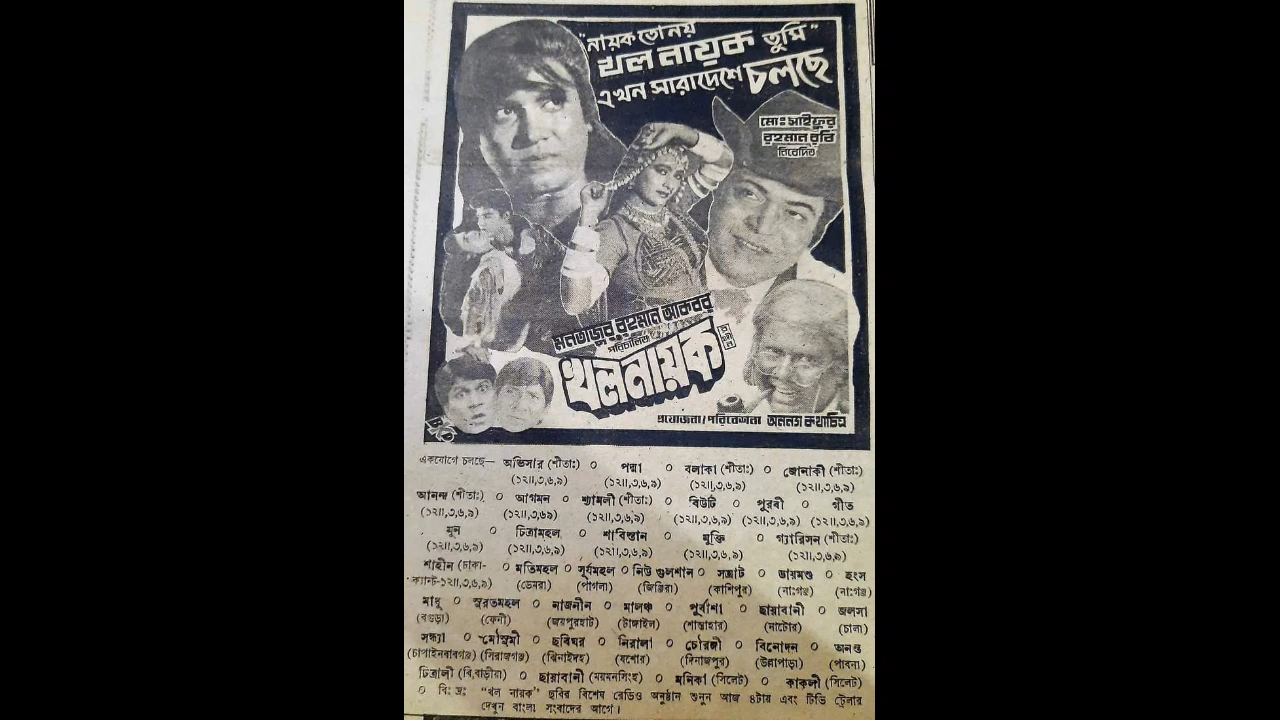 "নায়ক তো নয়
খল নায়ক তুমি"
এখন সারাদেশে চলছে
মোঃ সাইফুর
রহমান রবি
নিবেদিত
মনতাজুর রহমান আকবর
পরিচালিত
খলনায়ক
রঙ্গীন
প্রযোজনা/পরিবেশনা অনন্যা কথাচিত্র
একযোগে চলছে— অভিসার (শীতাঃ) ০ পদ্মা ০ বলাকা (শীতাঃ) ০ জোনাকী (শীতাঃ)
(১২॥,৩,৬,৯) (১২॥,৩,৬,৯) (১২॥,৩,৬,৯) (১২॥,৩,৬,৯)
আনন্দ (শীতাঃ) ০ আগমন ০ শ্যামলী (শীতাঃ) ০ বিউটি ০ পুরবী ০ গীত
(১২॥,৩,৬,৯) (১২॥,৩,৬৯) (১২॥,৩,৬,৯) (১২॥,৩,৬,৯) (১২॥,৩,৬,৯) (১২॥,৩,৬,৯)
মুন ০ চিত্রামহল ০ শাবিস্তান ০ মুক্তি ০ গ্যারিসন (শীতাঃ)
(১২॥,৩,৬,৯) (১২॥,৩,৬,৯) (১২॥,৩,৬,৯) (১২॥,৩,৬,৯) (১২॥,৩,৬,৯)
শাহীন (ঢাকা- ০ মতিমহল ০ সূর্যমহল ০ নিউ গুলশান ০ সম্রাট ০ ডায়মণ্ড ০ হংস
ক্যান্ট-১২॥,৩,৬,৯) (ডেমরা) (পাগলা) (জিঞ্জিরা) (কাশিপুর) (নাঃগঞ্জ) (নাঃগঞ্জ)
মাধু ০ সুরতমহল ০ নাজনীন ০ মালঞ্চ ০ পূর্বাশা ০ ছায়াবানী ০ জলসা
(বগুড়া) (ফেনী) (জয়পুরহাট) (টাঙ্গাইল) (শান্তাহার) (নাটোর) (চালা)
সন্ধ্যা ০ মৌসুমী ০ ছবিঘর ০ নিরালা ০ চৌরঙ্গী ০ বিনোদন ০ অনন্ত
(চাপাইনবাবগঞ্জ) (সিরাজগঞ্জ) (ঝিনাইদহ) (যশোর) (দিনাজপুর) (উল্লাপাড়া) (পাবনা)
চিত্রালী (বি,বাড়ীয়া) ০ ছায়াবানী (ময়মনসিংহ) ০ মনিকা (সিলেট) ০ কাকলী (সিলেট)
০ বিঃ দ্রঃ "খল নায়ক" ছবির বিশেষ রেডিও অনুষ্ঠান শুনুন আজ ৪টায় এবং টিভি ট্রেলার
দেখুন বাংলা সংবাদের আগে।